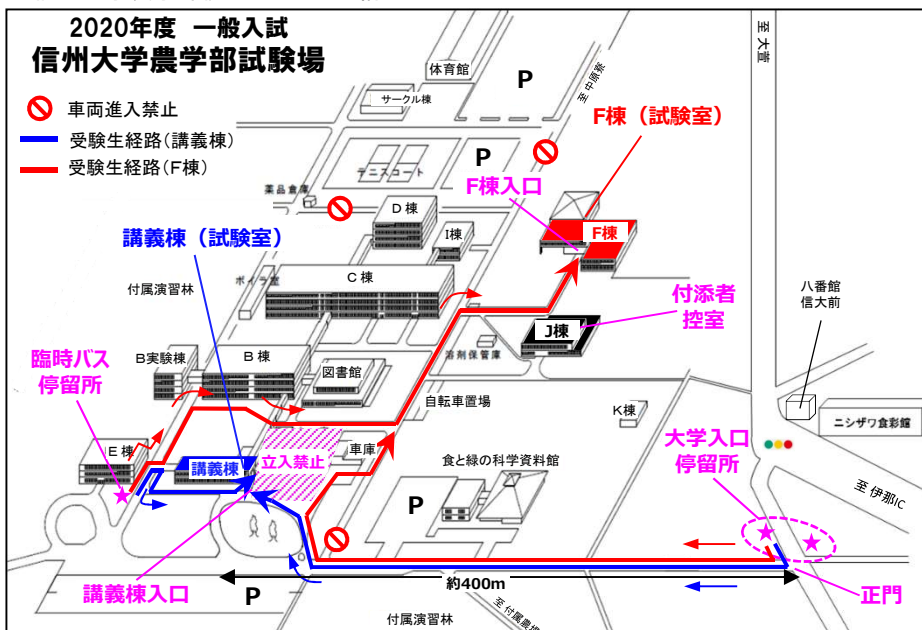 2020年度 一般入試
信州大学農学部試験場
車両進入禁止
受験生経路(講義棟)
受験生経路(F棟)
体育館
サークル棟
P
至 中原寮
至 大萱
P
テニスコート
薬品倉庫
F棟(試験室)
F棟入口
D棟
I棟
F棟
講義棟(試験室)
ボイラ室
C棟
付属演習林
付添者
控室
J棟
八番館
信大前
溶剤保管庫
臨時バス
停留所
B実験棟
B棟
図書館
自転車置場
K棟
ニシザワ食彩館
大学入口
停留所
E棟
講義棟
立入禁止
車庫
食と緑の科学資料館
P
至 伊那IC
講義棟入口
P
約400m
正門
付属演習林
至 付属農場